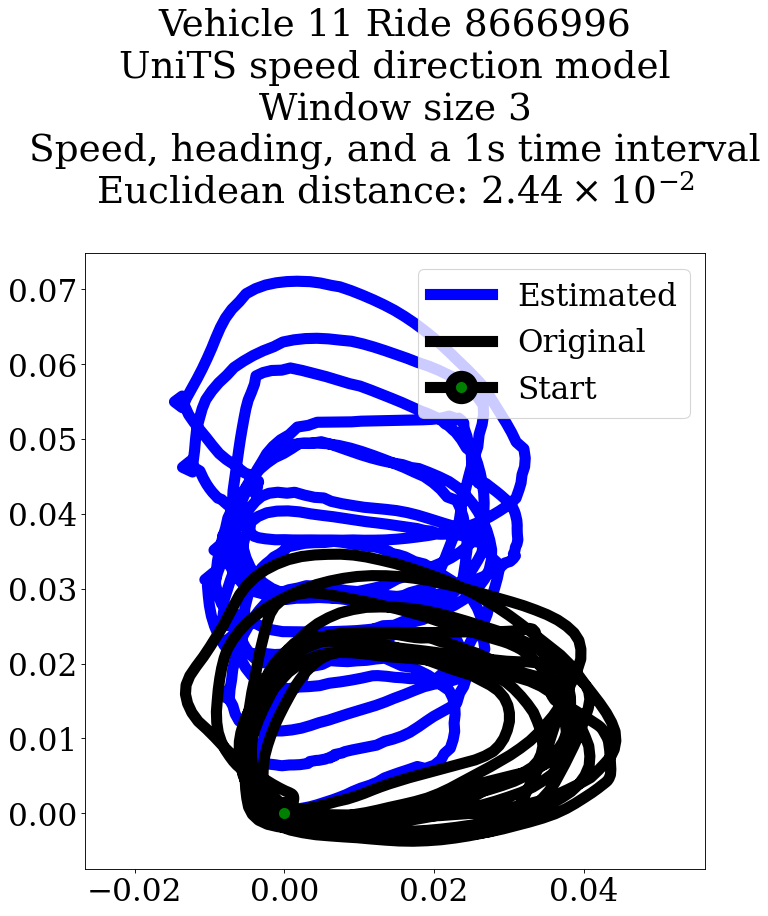 Vehicle 11 Ride 8666996
UniTS speed direction model
Window size 3
Speed, heading, and a 1s time interval
Euclidean distance: 2.44 × 10⁻²
Estimated
Original
Start
0.07
0.06
0.05
0.04
0.03
0.02
0.01
0.00
−0.02 0.00 0.02 0.04